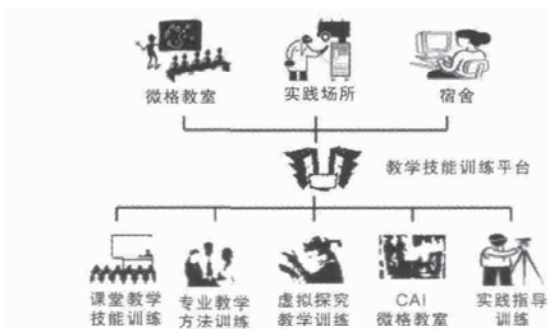 微格教室
实践场所
宿舍
教学技能训练平台
课堂教学
技能训练
专业教学
方法训练
虚拟探究
教学训练
CAI
微格教室
实践指导
训练